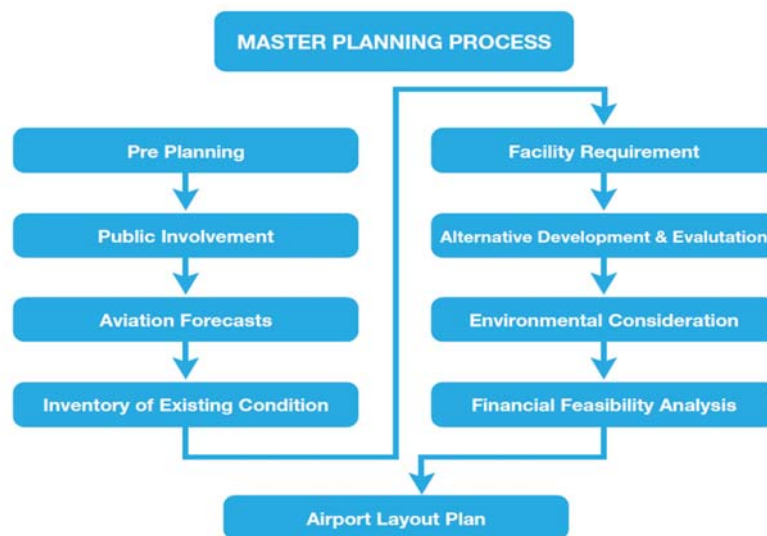 MASTER PLANNING PROCESS
Pre Planning
Public Involvement
Aviation Forecasts
Inventory of Existing Condition
Facility Requirement
Alternative Development & Evalutation
Environmental Consideration
Financial Feasibility Analysis
Airport Layout Plan